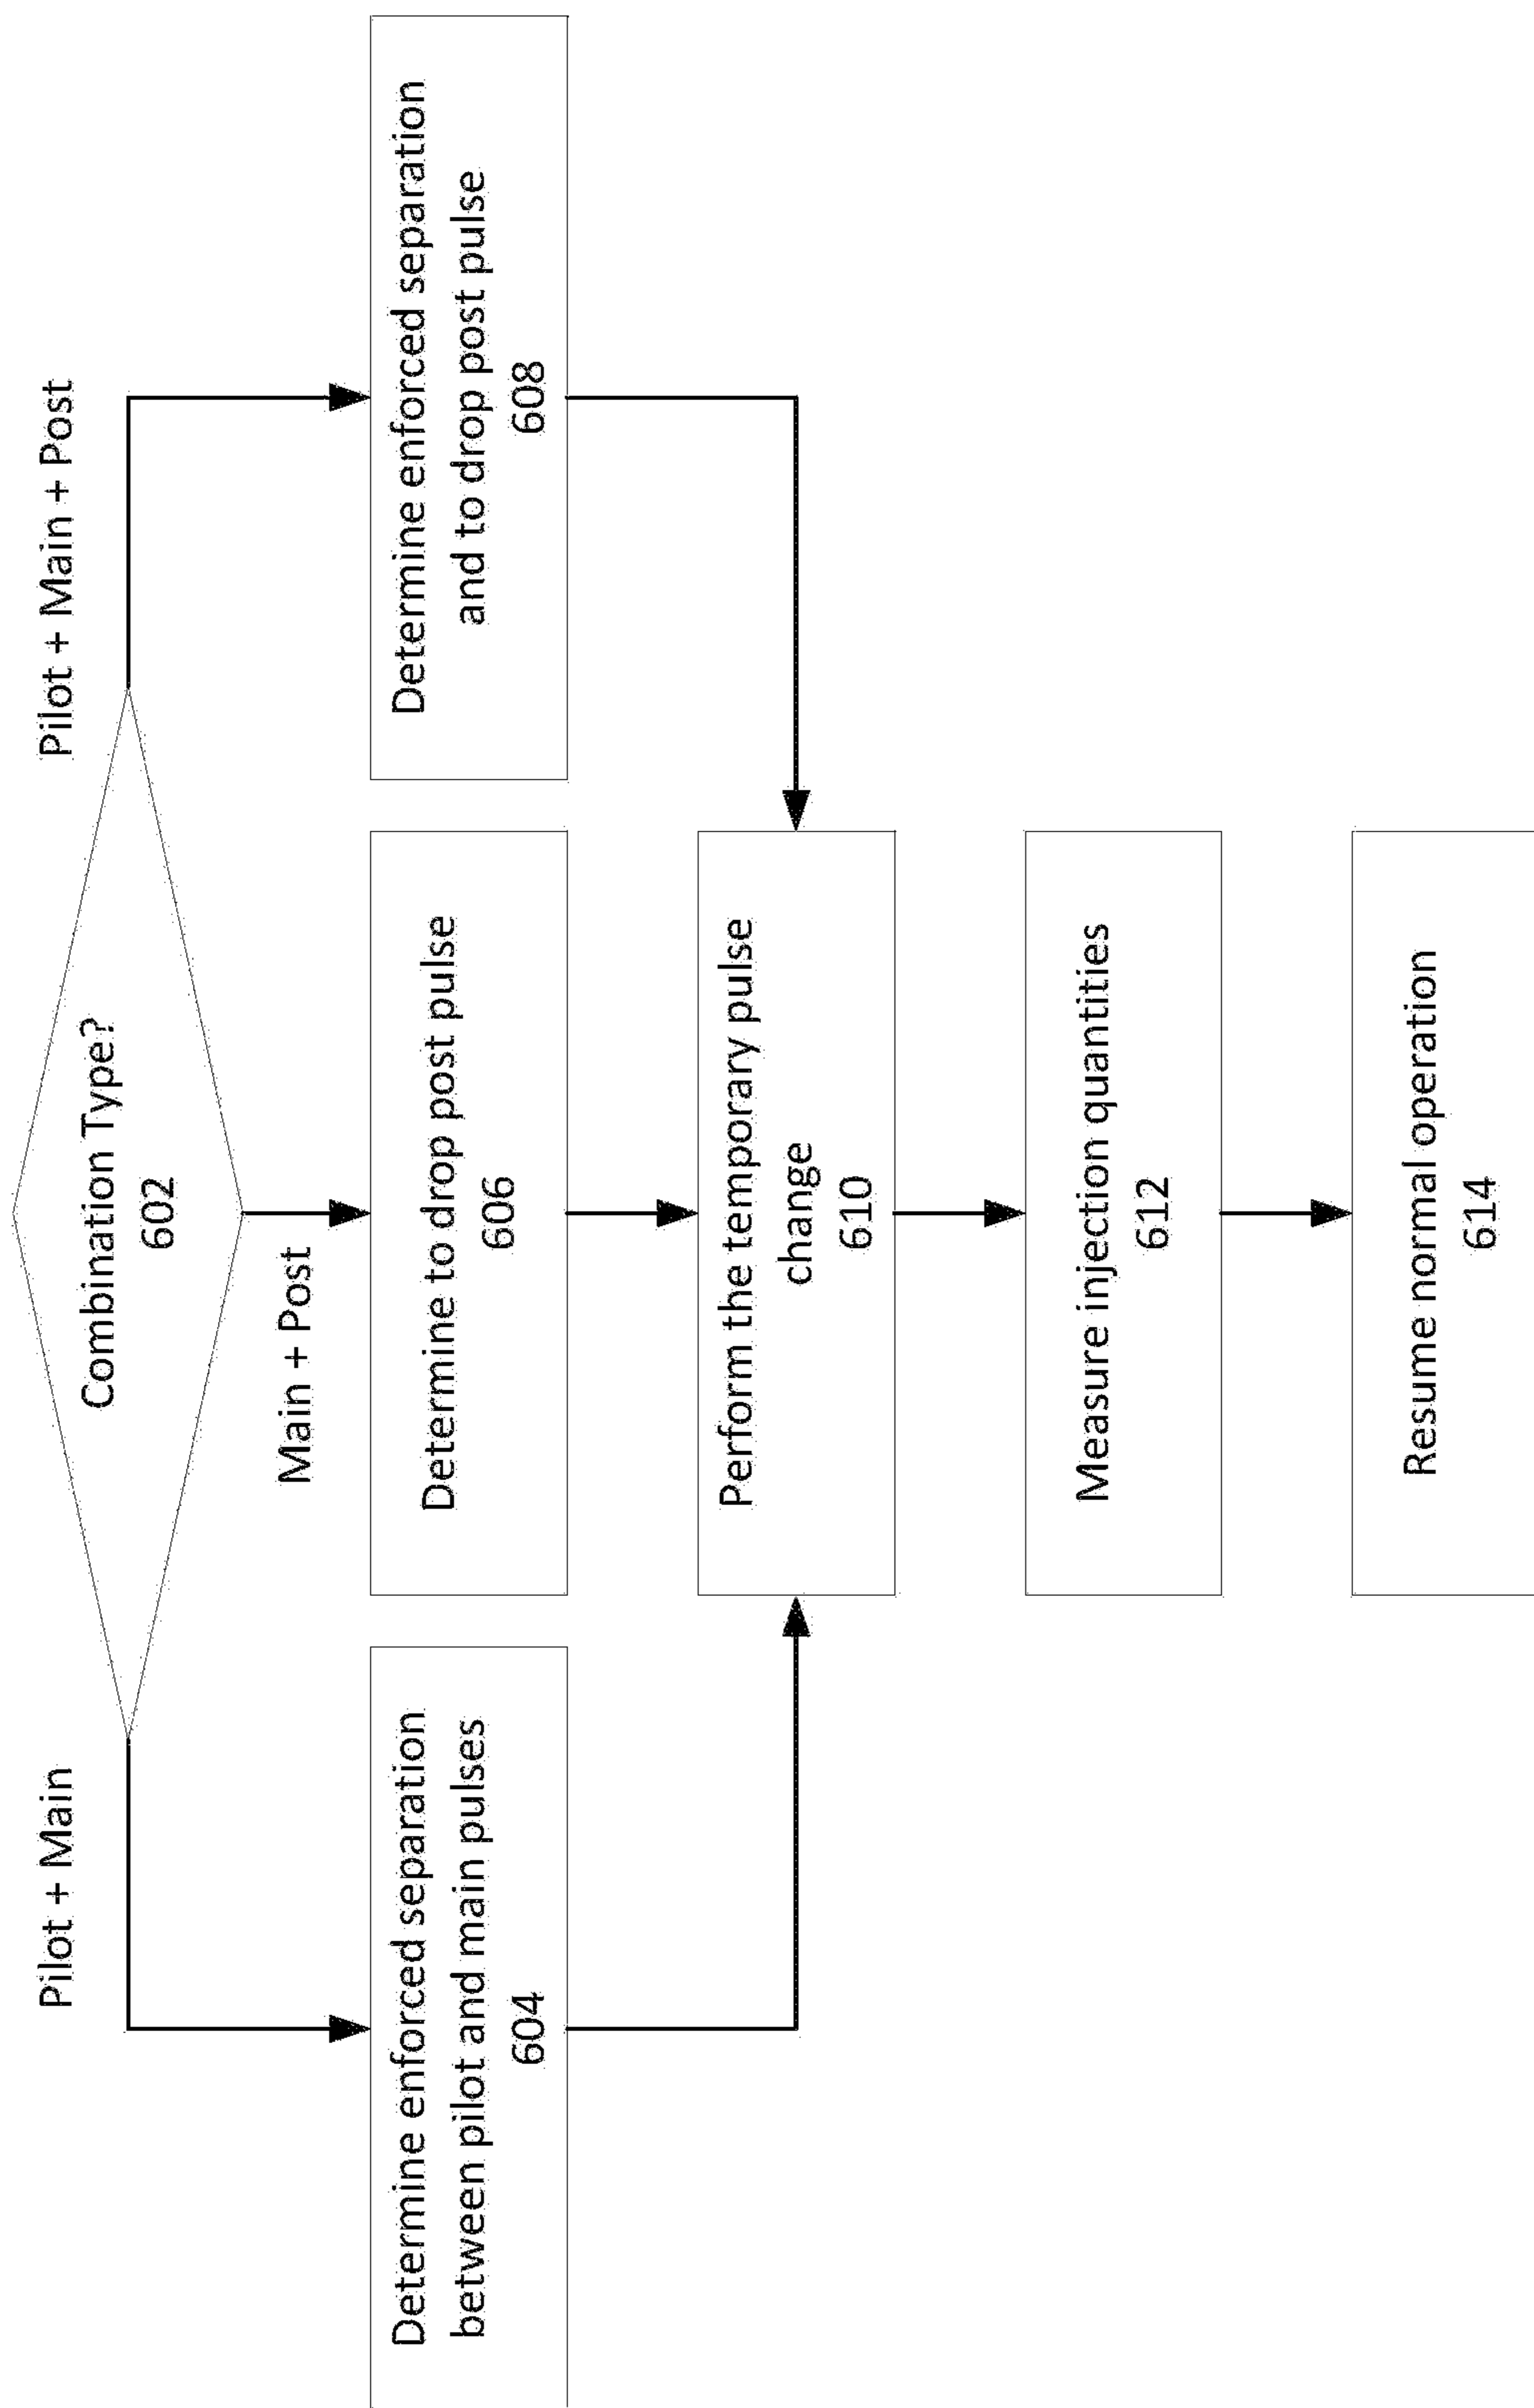 Combination Type?
602
Pilot + Main
Main + Post
Pilot + Main + Post
Determine enforced separation
between pilot and main pulses
604
Determine to drop post pulse
606
Determine enforced separation
and to drop post pulse
608
Perform the temporary pulse
change
610
Measure injection quantities
612
Resume normal operation
614